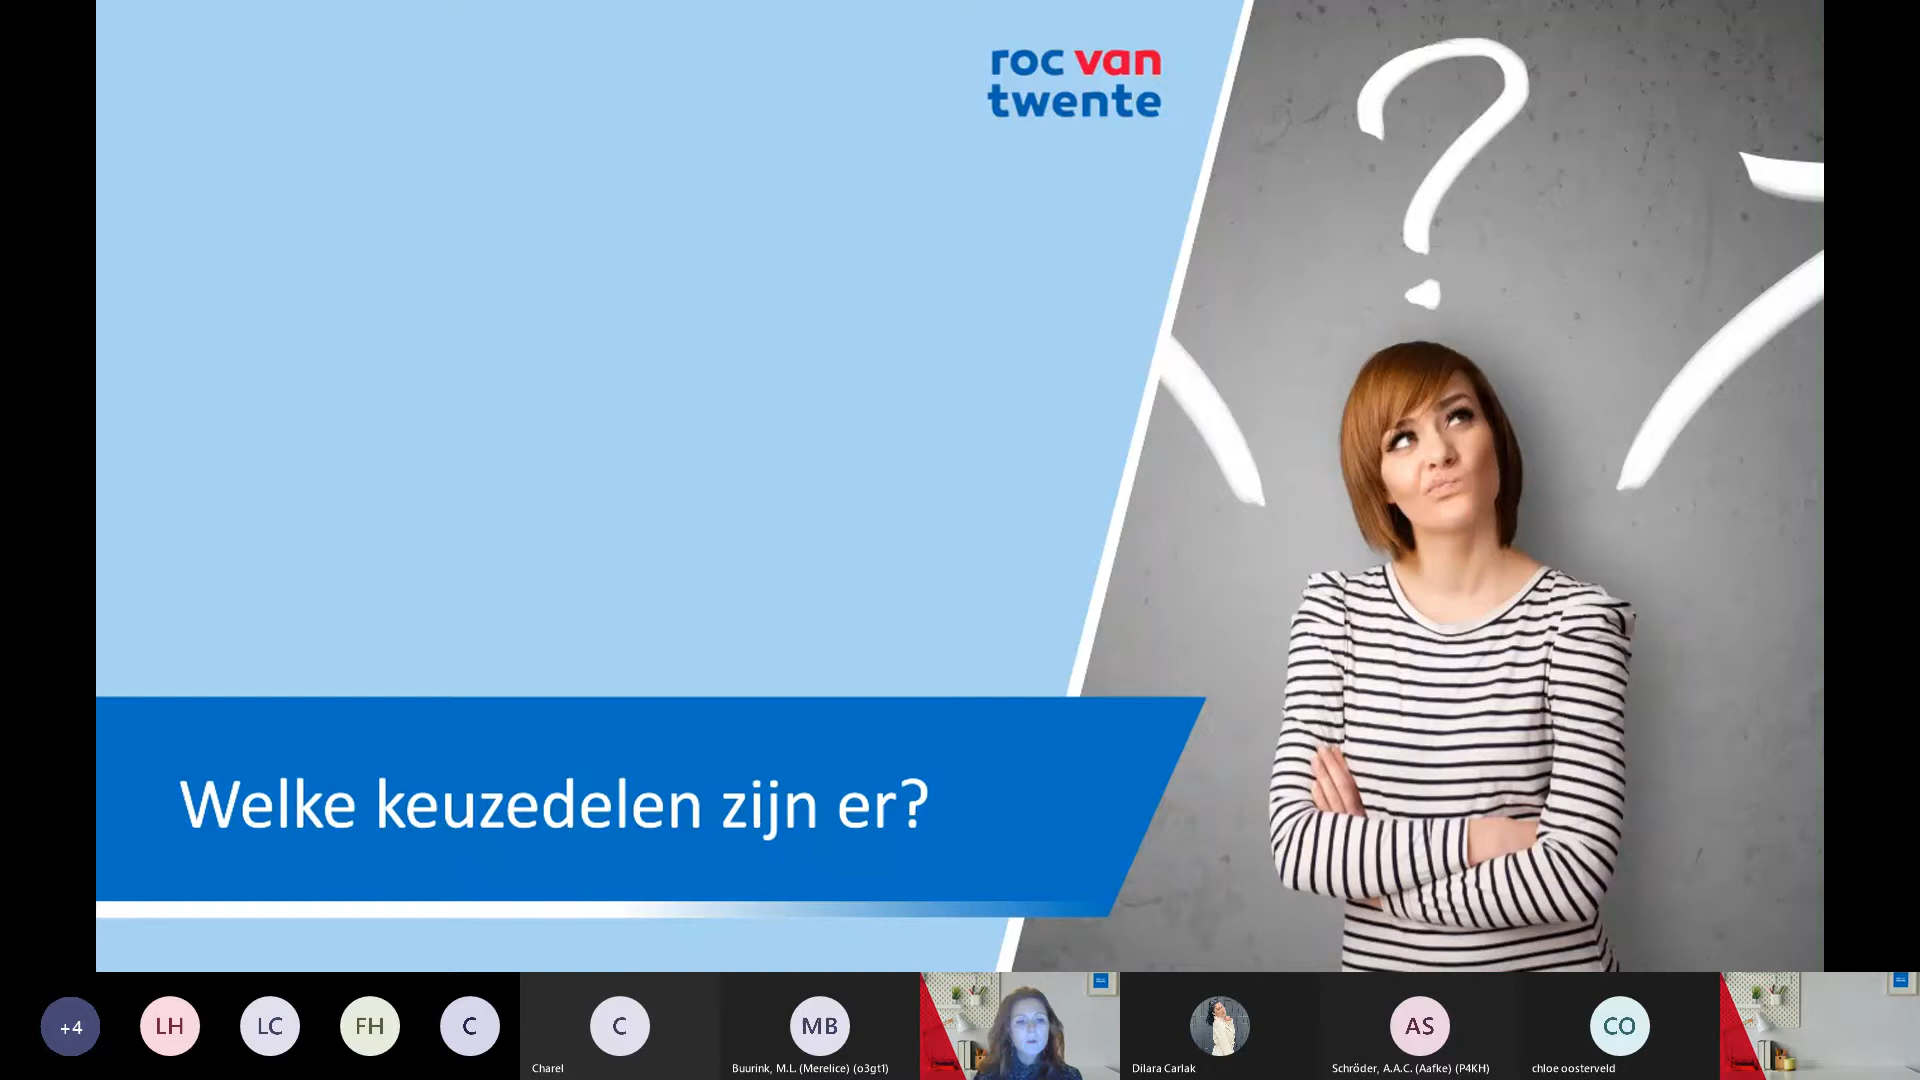 roc van
twente
Welke keuzedelen zijn er?
+4
LH
LC
FH
C
C
MB
AS
CO
Charel
Buurink, M.L. (Merelice) (o3gt1)
Dilara Carlak
Schröder, A.A.C. (Aafke) (P4KH)
chloe oosterveld